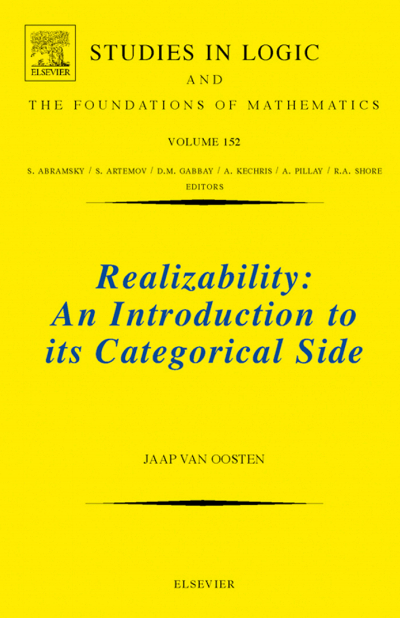 ELSEVIER
STUDIES IN LOGIC
AND
THE FOUNDATIONS OF MATHEMATICS
VOLUME 152
S. ABRAMSKY / S. ARTEMOV / D.M. GABBAY / A. KECHRIS / A. PILLAY / R.A. SHORE
EDITORS
Realizability:
An Introduction to
its Categorical Side
JAAP VAN OOSTEN
ELSEVIER